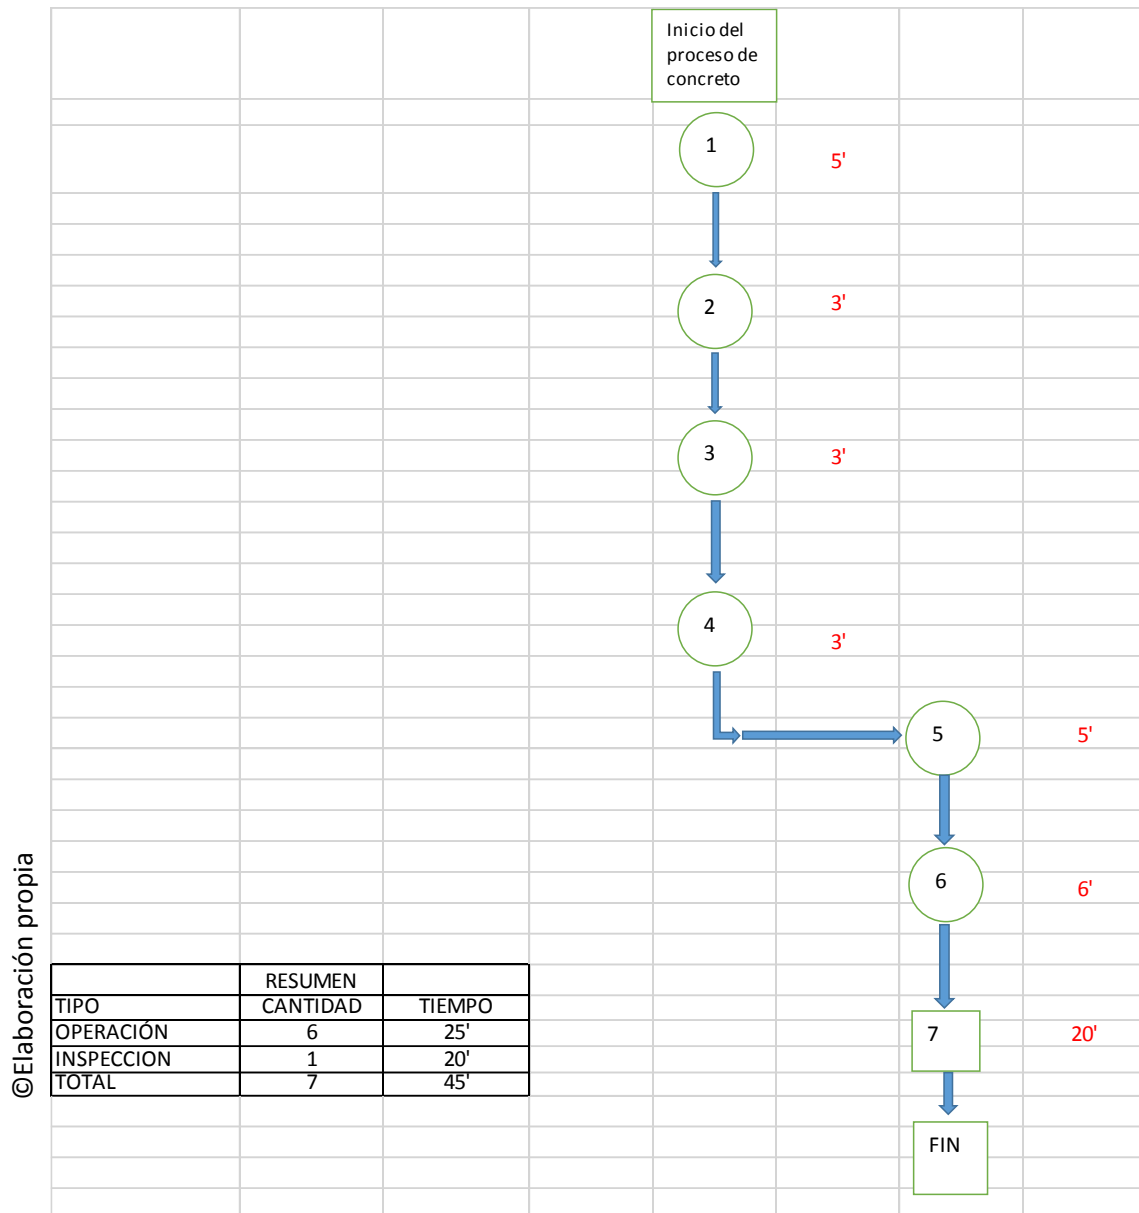 Inicio del
proceso de
concreto
1
5'
2
3'
3
3'
4
3'
5
5'
6
6'
7
20'
FIN
RESUMEN
TIPO CANTIDAD TIEMPO
OPERACIÓN 6 25'
INSPECCION 1 20'
TOTAL 7 45'
©Elaboración propia